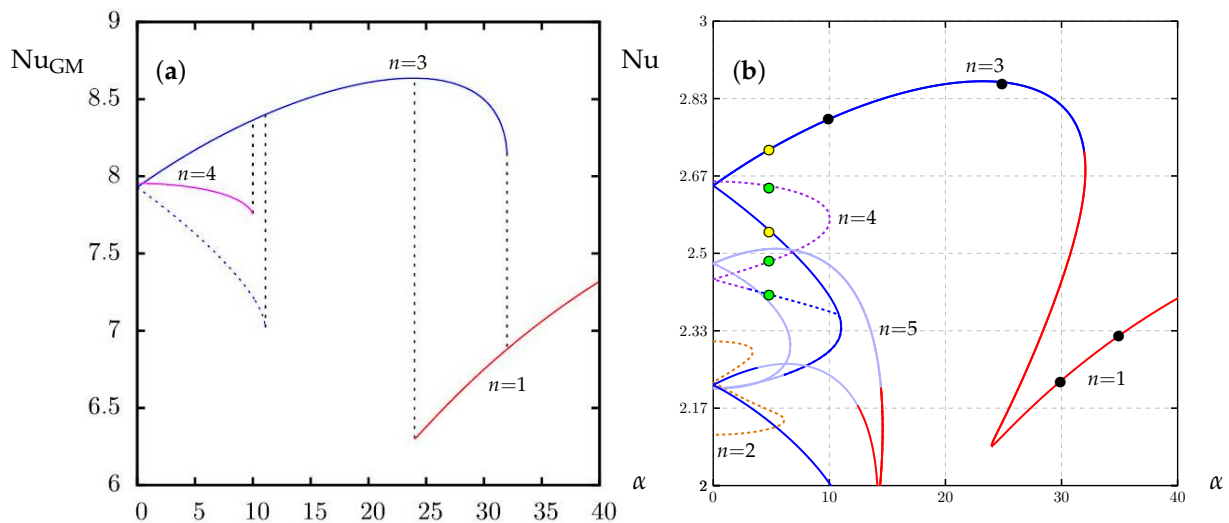 Nu_GM
(a)
9
8.5
8
7.5
7
6.5
6
n=3
n=4
n=1
0 5 10 15 20 25 30 35 40
α
Nu
(b)
3
2.83
2.67
2.5
2.33
2.17
2
n=3
n=4
n=5
n=1
n=2
0 10 20 30 40
α